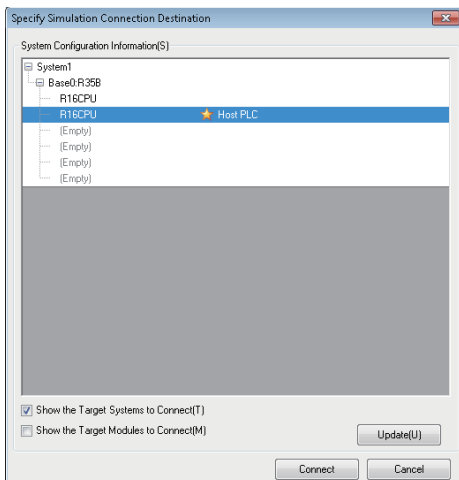 Specify Simulation Connection Destination
System Configuration Information(S)
System1
Base0:R35B
R16CPU
R16CPU Host PLC
(Empty)
(Empty)
(Empty)
(Empty)
Show the Target Systems to Connect(T)
Show the Target Modules to Connect(M)
Update(U)
Connect Cancel